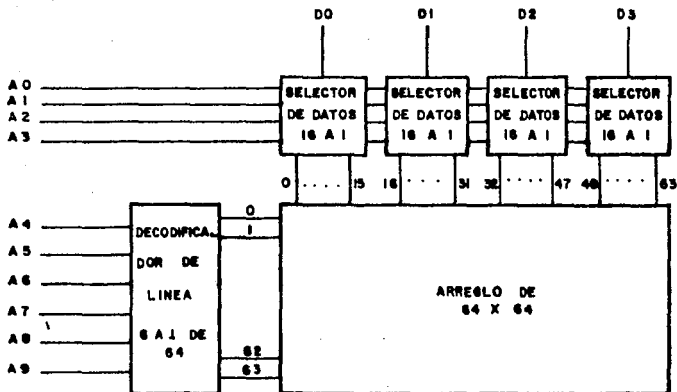 D0 D1 D2 D3
A0
A1
A2
A3
SELECTOR
DE DATOS
16 A 1
SELECTOR
DE DATOS
16 A 1
SELECTOR
DE DATOS
16 A 1
SELECTOR
DE DATOS
16 A 1
0 .... 15 16 .... 31 32 .... 47 48 .... 63
A4
A5
A6
A7
A8
A9
DECODIFICA
DOR DE
LINEA
6 A 1 DE
64
0
1
62
63
ARREGLO DE
64 X 64